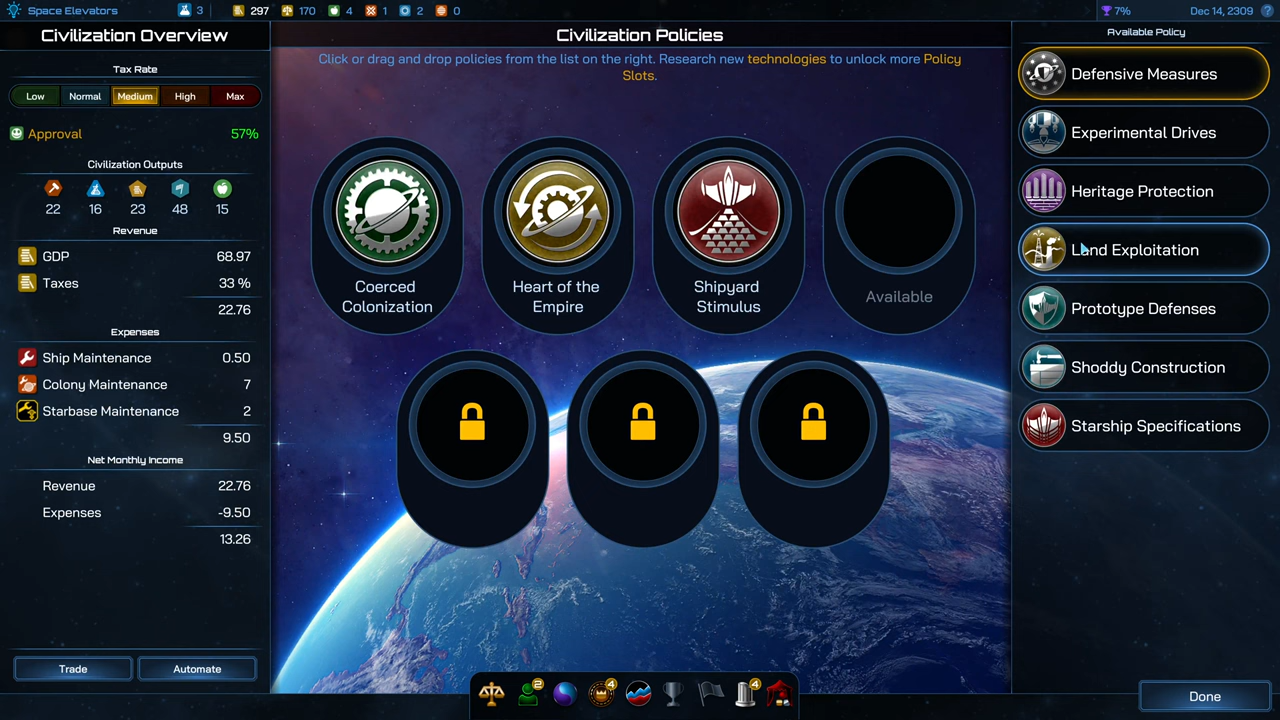 Space Elevators 3 297 170 4 1 2 0 7% Dec 14, 2309 ?
Civilization Overview
Tax Rate
Low Normal Medium High Max
Approval 57%
Civilization Outputs
22 16 23 48 15
Revenue
GDP 68.97
Taxes 33 %
22.76
Expenses
Ship Maintenance 0.50
Colony Maintenance 7
Starbase Maintenance 2
9.50
Net Monthly Income
Revenue 22.76
Expenses -9.50
13.26
Trade Automate
Civilization Policies
Click or drag and drop policies from the list on the right. Research new technologies to unlock more Policy
Slots.
Coerced
Colonization
Heart of the
Empire
Shipyard
Stimulus
Available
2 4 4
Available Policy
Defensive Measures
Experimental Drives
Heritage Protection
Land Exploitation
Prototype Defenses
Shoddy Construction
Starship Specifications
Done